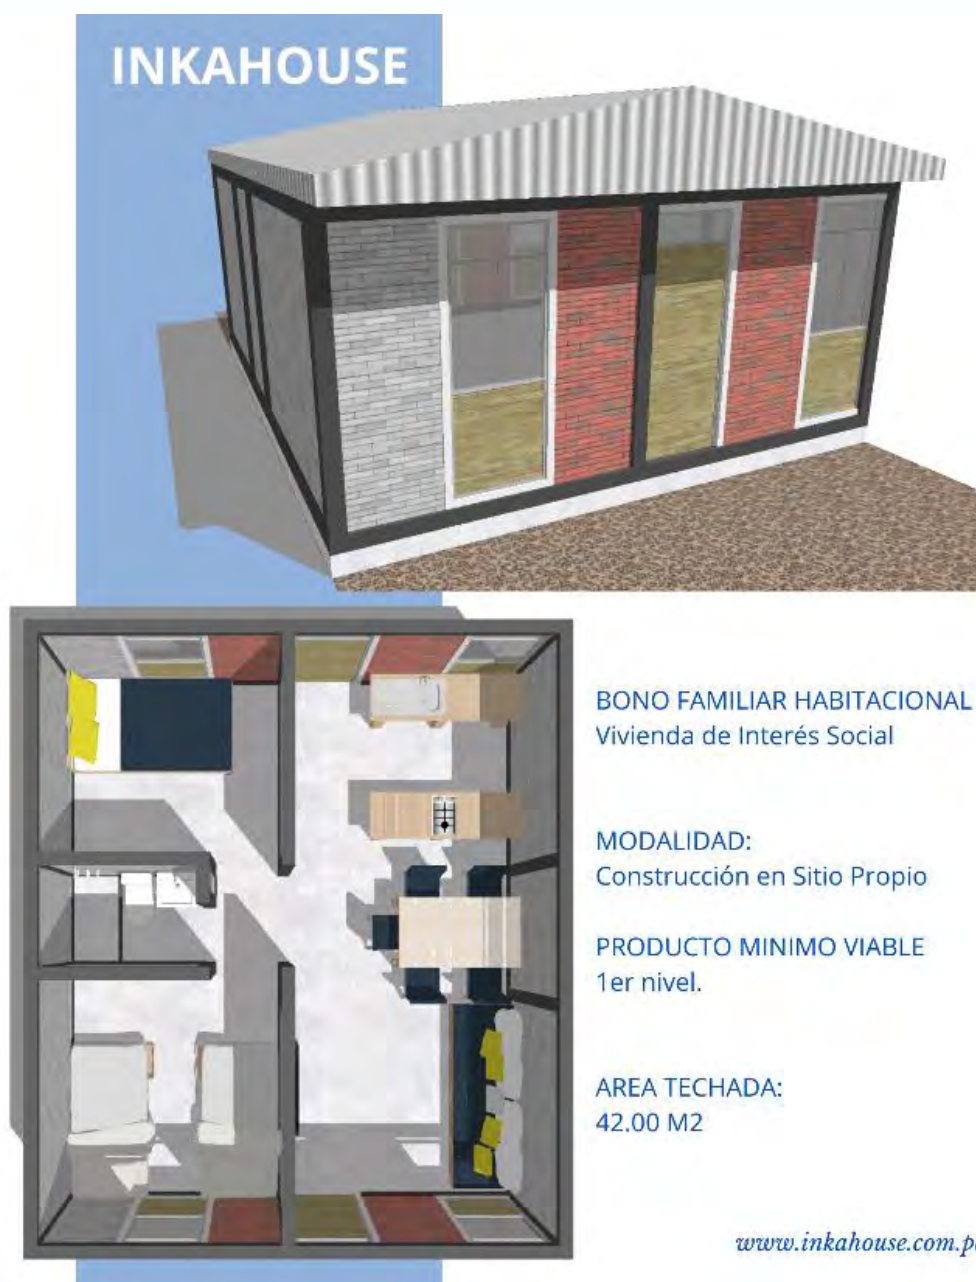 INKAHOUSE
BONO FAMILIAR HABITACIONAL
Vivienda de Interés Social
MODALIDAD:
Construcción en Sitio Propio
PRODUCTO MINIMO VIABLE
1er nivel.
AREA TECHADA:
42.00 M2
www.inkahouse.com.pe